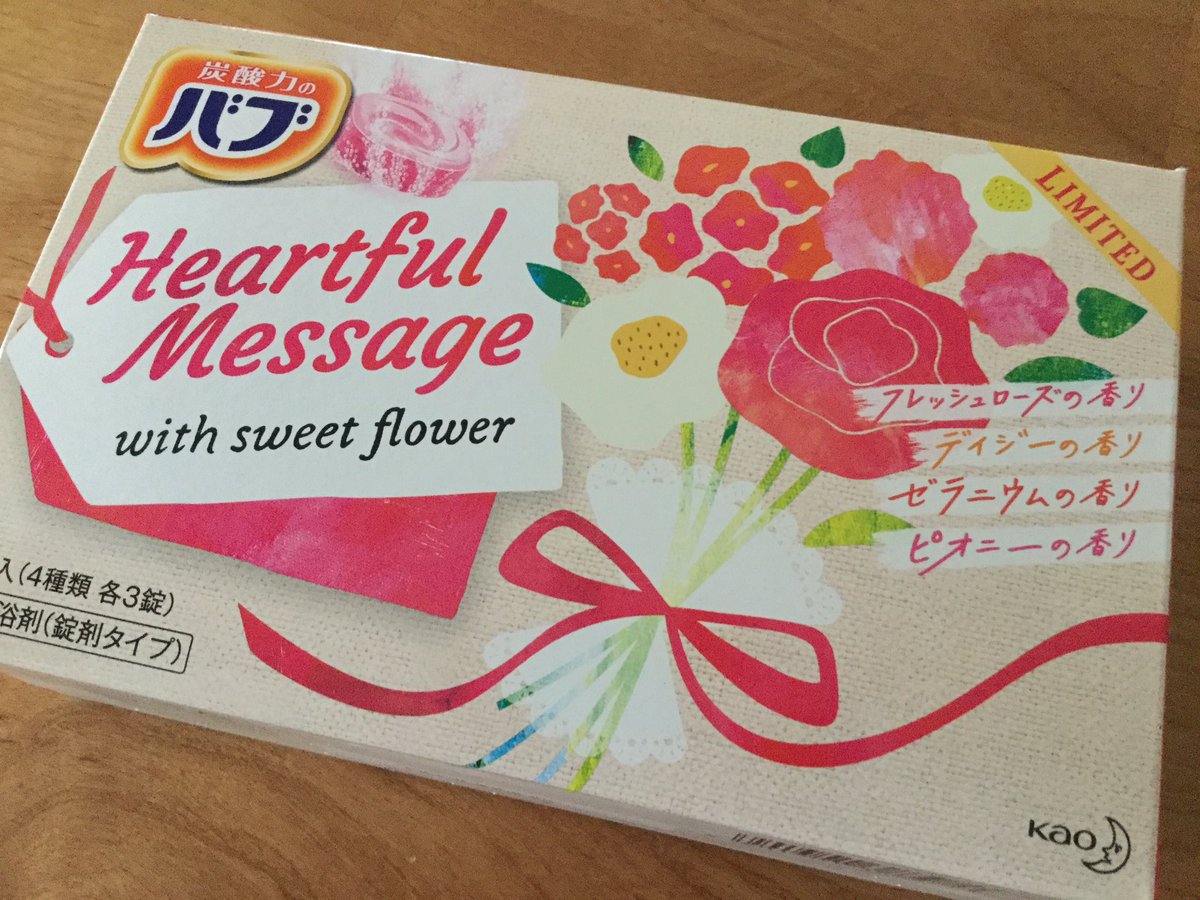 炭酸力の
バブ
Heartful
Message
with sweet flower
LIMITED
フレッシュローズの香り
デイジーの香り
ゼラニウムの香り
ピオニーの香り
入(4種類 各3錠)
浴剤(錠剤タイプ)
Kao